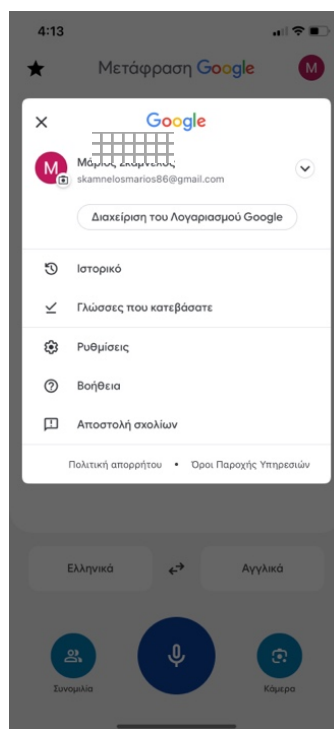 4:13
Μετάφραση Google
M
Google
M
skamnelosmarios86@gmail.com
Διαχείριση του Λογαριασμού Google
Ιστορικό
Γλώσσες που κατεβάσατε
Ρυθμίσεις
Βοήθεια
Αποστολή σχολίων
Πολιτική απορρήτου • Όροι Παροχής Υπηρεσιών
Ελληνικά Αγγλικά
Συνομιλία Κάμερα